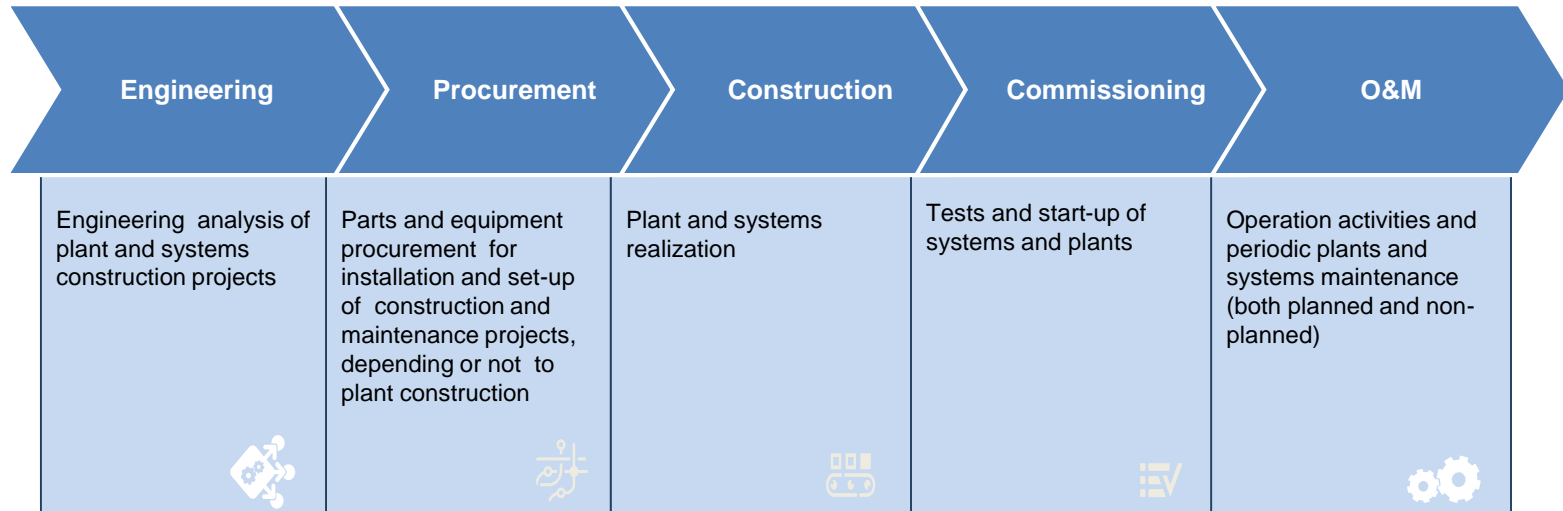 Engineering
Procurement
Construction
Commissioning
O&M
Engineering analysis of
plant and systems
construction projects
Parts and equipment
procurement for
installation and set-up
of construction and
maintenance projects,
depending or not to
plant construction
Plant and systems
realization
Tests and start-up of
systems and plants
Operation activities and
periodic plants and
systems maintenance
(both planned and non-
planned)